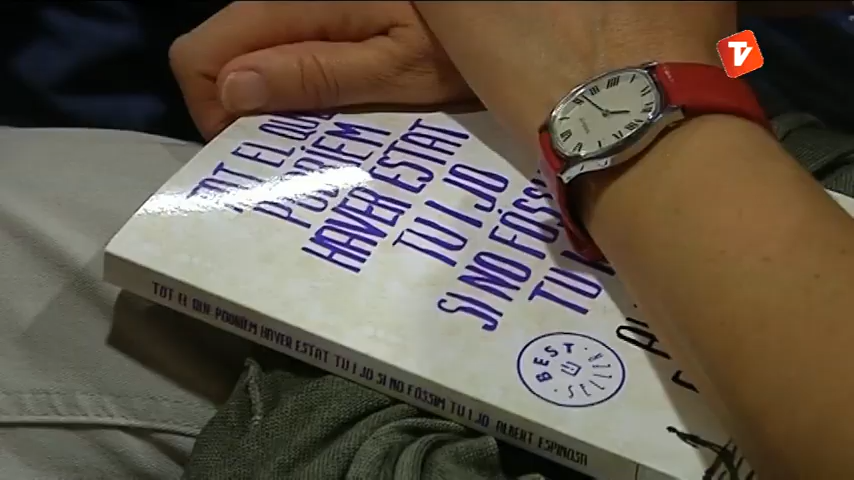 TV
TOT EL QUE
PODRÍEM
HAVER ESTAT
TU I JO
SI NO FÓSSIM
TU I
BEST SELLER
TOT EL QUE PODRÍEM HAVER ESTAT TU I JO SI NO FÓSSIM TU I JO ALBERT ESPINOSA